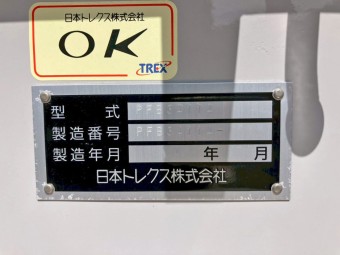 日本トレクス株式会社
OK
TREX
型 式
製造番号
製造年月 年 月
日本トレクス株式会社